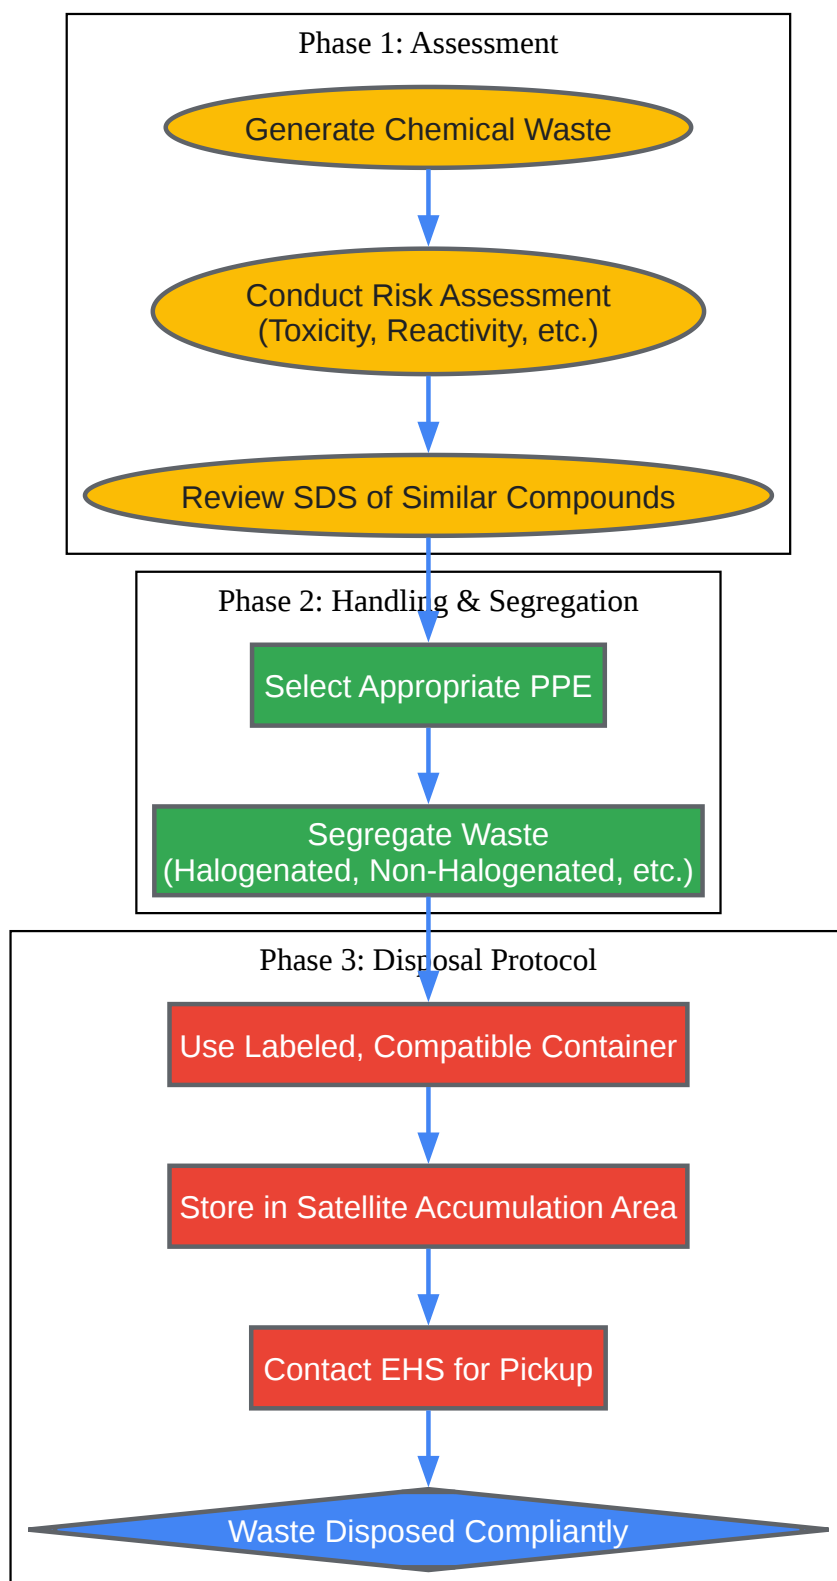 Phase 1: Assessment
Generate Chemical Waste
Conduct Risk Assessment
(Toxicity, Reactivity, etc.)
Review SDS of Similar Compounds
Phase 2: Handling & Segregation
Select Appropriate PPE
Segregate Waste
(Halogenated, Non-Halogenated, etc.)
Phase 3: Disposal Protocol
Use Labeled, Compatible Container
Store in Satellite Accumulation Area
Contact EHS for Pickup
Waste Disposed Compliantly